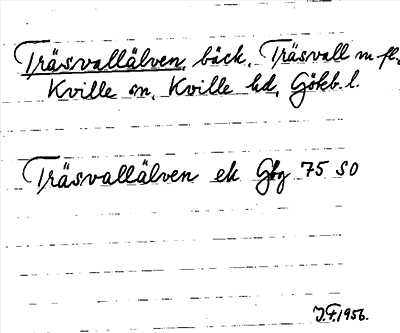 Träsvallälven, bäck, Träsvall m fl.
Kville sn, Kville hd, Götb. l.
Träsvallälven ek Gbg 75 SO
J.F. 1956.